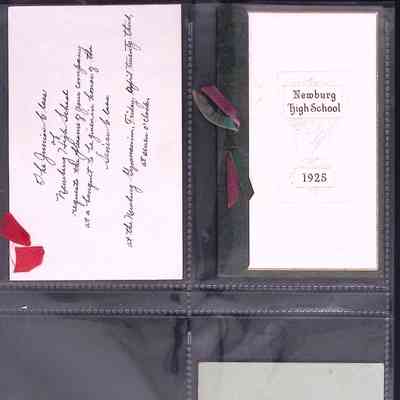 The Junior Class
of
Newburg High School
requests the pleasure of your company
at a banquet to be given in honor of the
Senior Class
at the Newburg Gymnasium, Friday, April twenty third,
at seven o'clock.
Newburg
High School
1925